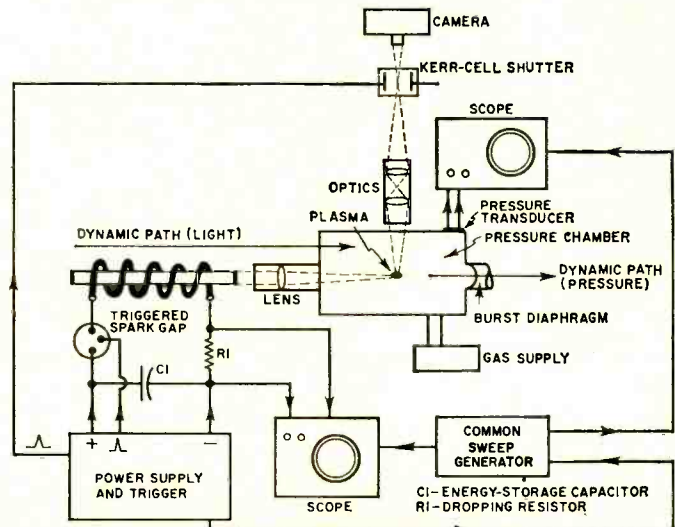 CAMERA
KERR-CELL SHUTTER
SCOPE
OPTICS
PLASMA
PRESSURE
TRANSDUCER
PRESSURE CHAMBER
DYNAMIC PATH (LIGHT)
DYNAMIC PATH
(PRESSURE)
LENS
BURST DIAPHRAGM
TRIGGERED
SPARK GAP
R1
GAS SUPPLY
C1
+
–
COMMON
SWEEP
GENERATOR
POWER SUPPLY
AND TRIGGER
SCOPE
C1–ENERGY-STORAGE CAPACITOR
R1–DROPPING RESISTOR